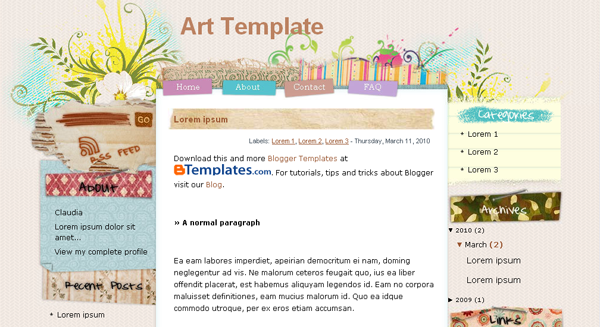 Art Template
Home About Contact FAQ
GO
RSS FEED
ABOUT
Claudia
Lorem ipsum dolor sit
amet...
View my complete profile
Recent Posts
Lorem ipsum
Lorem ipsum
Labels: Lorem 1, Lorem 2, Lorem 3 - Thursday, March 11, 2010
Download this and more Blogger Templates at
BTemplates.com. For tutorials, tips and tricks about Blogger
visit our Blog.
» A normal paragraph
Ea eam labores imperdiet, apeirian democritum ei nam, doming
neglegentur ad vis. Ne malorum ceteros feugait quo, ius ea liber
offendit placerat, est habemus aliquyam legendos id. Eam no corpora
maluisset definitiones, eam mucius malorum id. Quo ea idque
commodo utroque, per ex eros etiam accumsan.
Categories
Lorem 1
Lorem 2
Lorem 3
Archives
▼ 2010 (2)
▼ March (2)
Lorem ipsum
Lorem ipsum
► 2009 (1)
Links